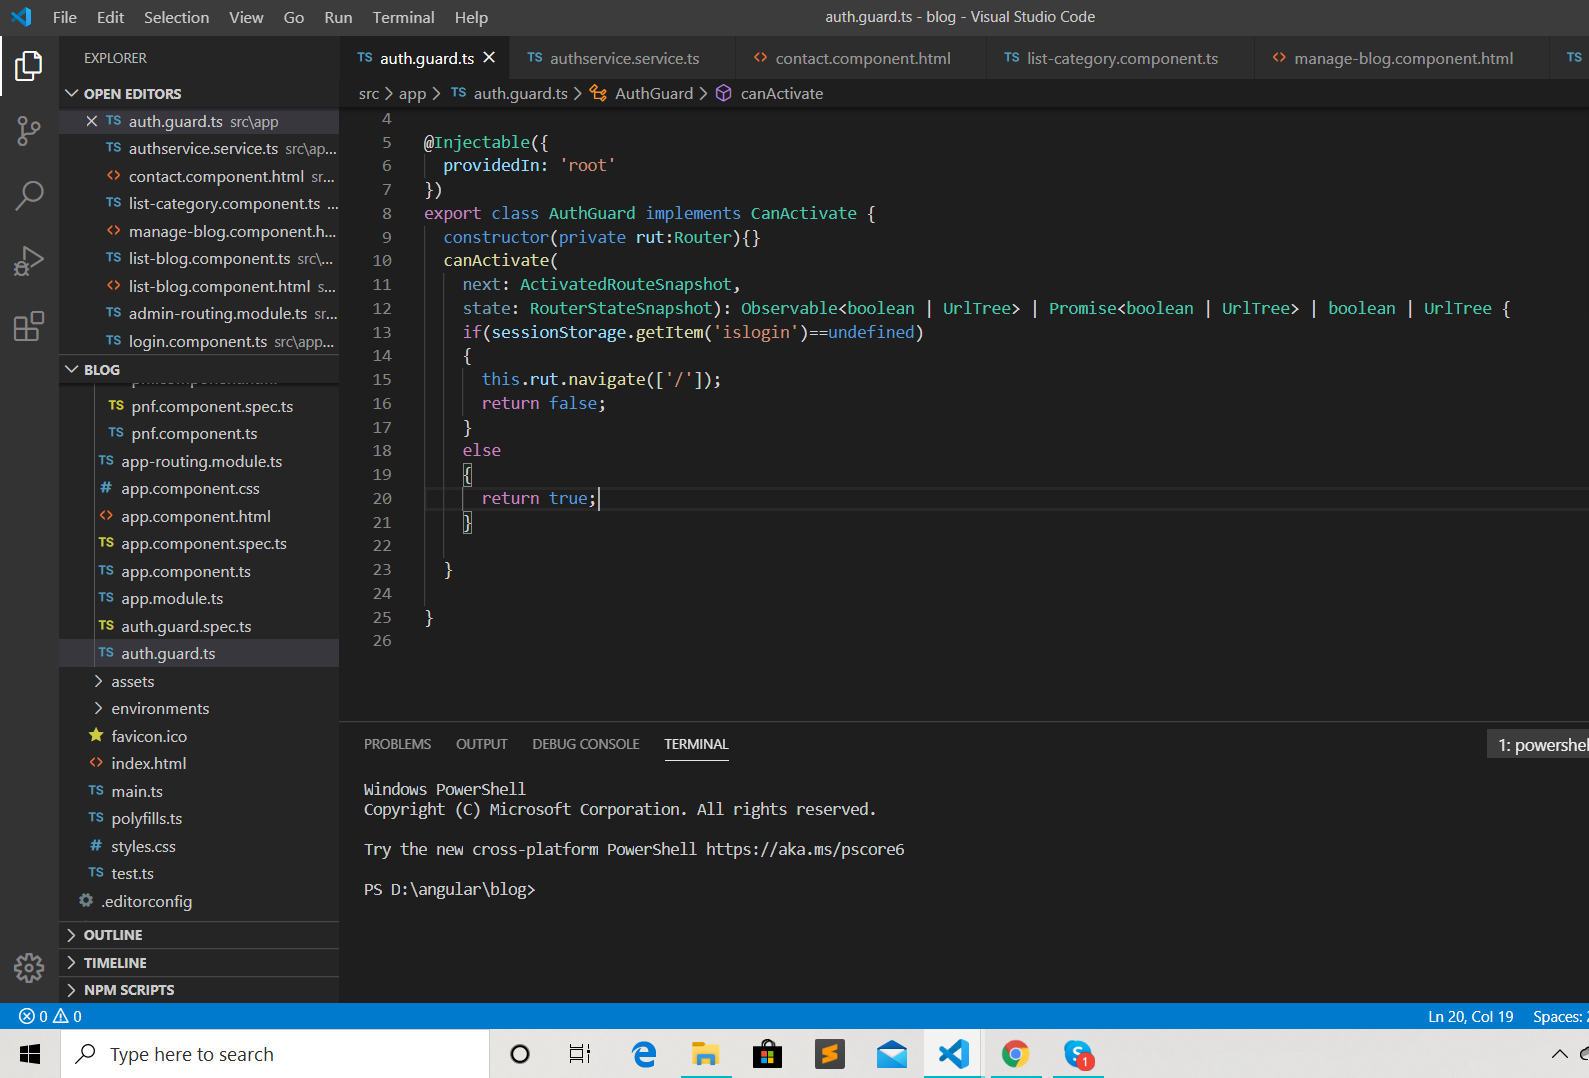 File Edit Selection View Go Run Terminal Help
auth.guard.ts - blog - Visual Studio Code
EXPLORER
OPEN EDITORS
TS auth.guard.ts src\app
TS authservice.service.ts src\ap...
<> contact.component.html sr...
TS list-category.component.ts ...
<> manage-blog.component.h...
TS list-blog.component.ts src\...
<> list-blog.component.html s...
TS admin-routing.module.ts sr...
TS login.component.ts src\app...
BLOG
TS pnf.component.spec.ts
TS pnf.component.ts
TS app-routing.module.ts
# app.component.css
<> app.component.html
TS app.component.spec.ts
TS app.component.ts
TS app.module.ts
TS auth.guard.spec.ts
TS auth.guard.ts
assets
environments
favicon.ico
<> index.html
TS main.ts
TS polyfills.ts
# styles.css
TS test.ts
.editorconfig
OUTLINE
TIMELINE
NPM SCRIPTS
TS auth.guard.ts TS authservice.service.ts <> contact.component.html TS list-category.component.ts <> manage-blog.component.html TS
src > app > TS auth.guard.ts > AuthGuard > canActivate
4
5 @Injectable({
6 providedIn: 'root'
7 })
8 export class AuthGuard implements CanActivate {
9 constructor(private rut:Router){}
10 canActivate(
11 next: ActivatedRouteSnapshot,
12 state: RouterStateSnapshot): Observable<boolean | UrlTree> | Promise<boolean | UrlTree> | boolean | UrlTree {
13 if(sessionStorage.getItem('islogin')==undefined)
14 {
15 this.rut.navigate(['/']);
16 return false;
17 }
18 else
19 {
20 return true;
21 }
22
23 }
24
25 }
26
PROBLEMS OUTPUT DEBUG CONSOLE TERMINAL
1: powershel
Windows PowerShell
Copyright (C) Microsoft Corporation. All rights reserved.
Try the new cross-platform PowerShell https://aka.ms/pscore6
PS D:\angular\blog>
0 0
Ln 20, Col 19 Spaces:
Type here to search
1